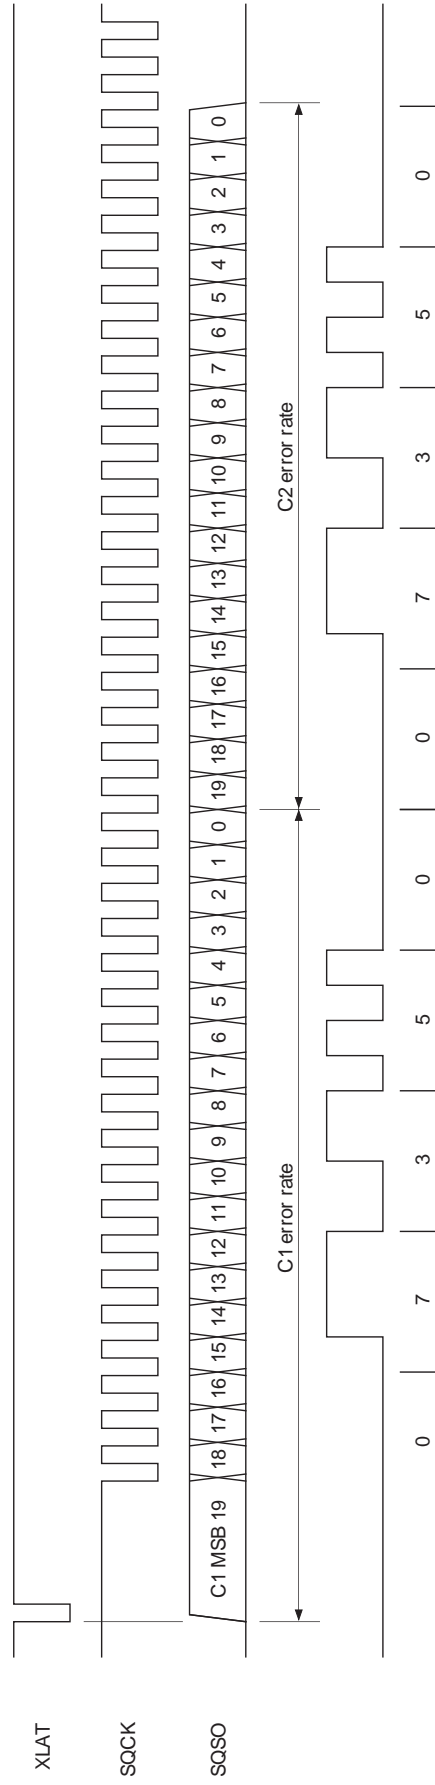 XLAT
SQCK
SQSO
C1 MSB 19 18 17 16 15 14 13 12 11 10 9 8 7 6 5 4 3 2 1 0 19 18 17 16 15 14 13 12 11 10 9 8 7 6 5 4 3 2 1 0
C1 error rate
C2 error rate
0 7 3 5 0 0 7 3 5 0